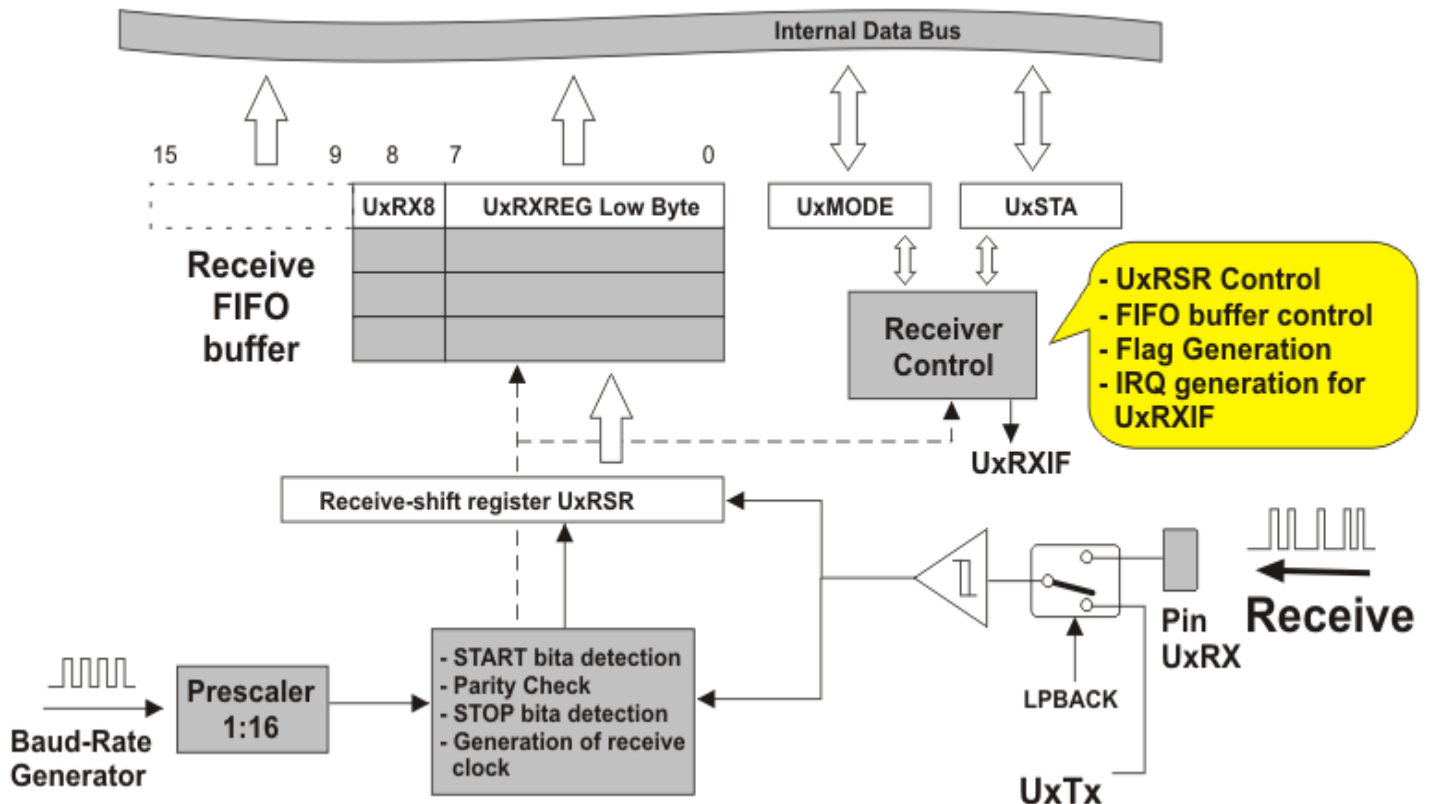 Internal Data Bus
15 9 8 7 0
UxRX8 UxRXREG Low Byte
UxMODE
UxSTA
Receive
FIFO
buffer
Receiver
Control
- UxRSR Control
- FIFO buffer control
- Flag Generation
- IRQ generation for
UxRXIF
UxRXIF
Receive-shift register UxRSR
Receive
Pin
UxRX
LPBACK
UxTx
- START bita detection
- Parity Check
- STOP bita detection
- Generation of receive
clock
Prescaler
1:16
Baud-Rate
Generator